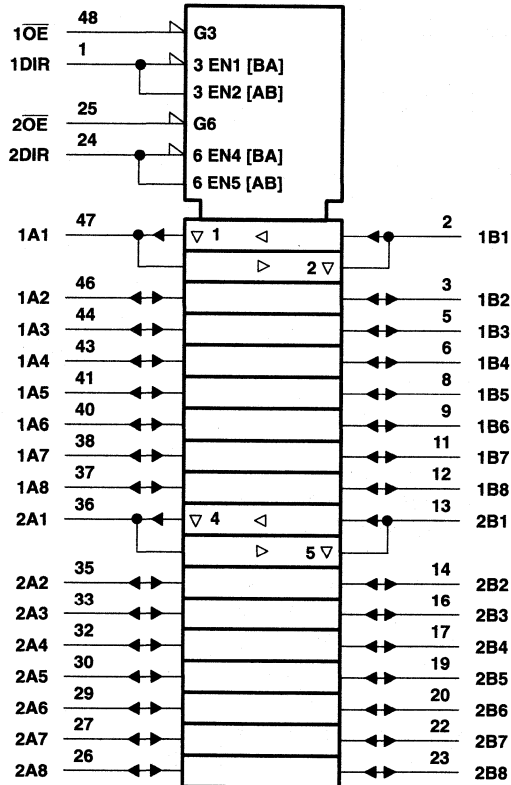 1O̅E̅ 48 G3
1DIR 1 3 EN1 [BA]
3 EN2 [AB]
2O̅E̅ 25 G6
2DIR 24 6 EN4 [BA]
6 EN5 [AB]
1A1 47 ▽ 1 ◁ 2 1B1
▷ 2 ▽
1A2 46 3 1B2
1A3 44 5 1B3
1A4 43 6 1B4
1A5 41 8 1B5
1A6 40 9 1B6
1A7 38 11 1B7
1A8 37 12 1B8
2A1 36 ▽ 4 ◁ 13 2B1
▷ 5 ▽
2A2 35 14 2B2
2A3 33 16 2B3
2A4 32 17 2B4
2A5 30 19 2B5
2A6 29 20 2B6
2A7 27 22 2B7
2A8 26 23 2B8